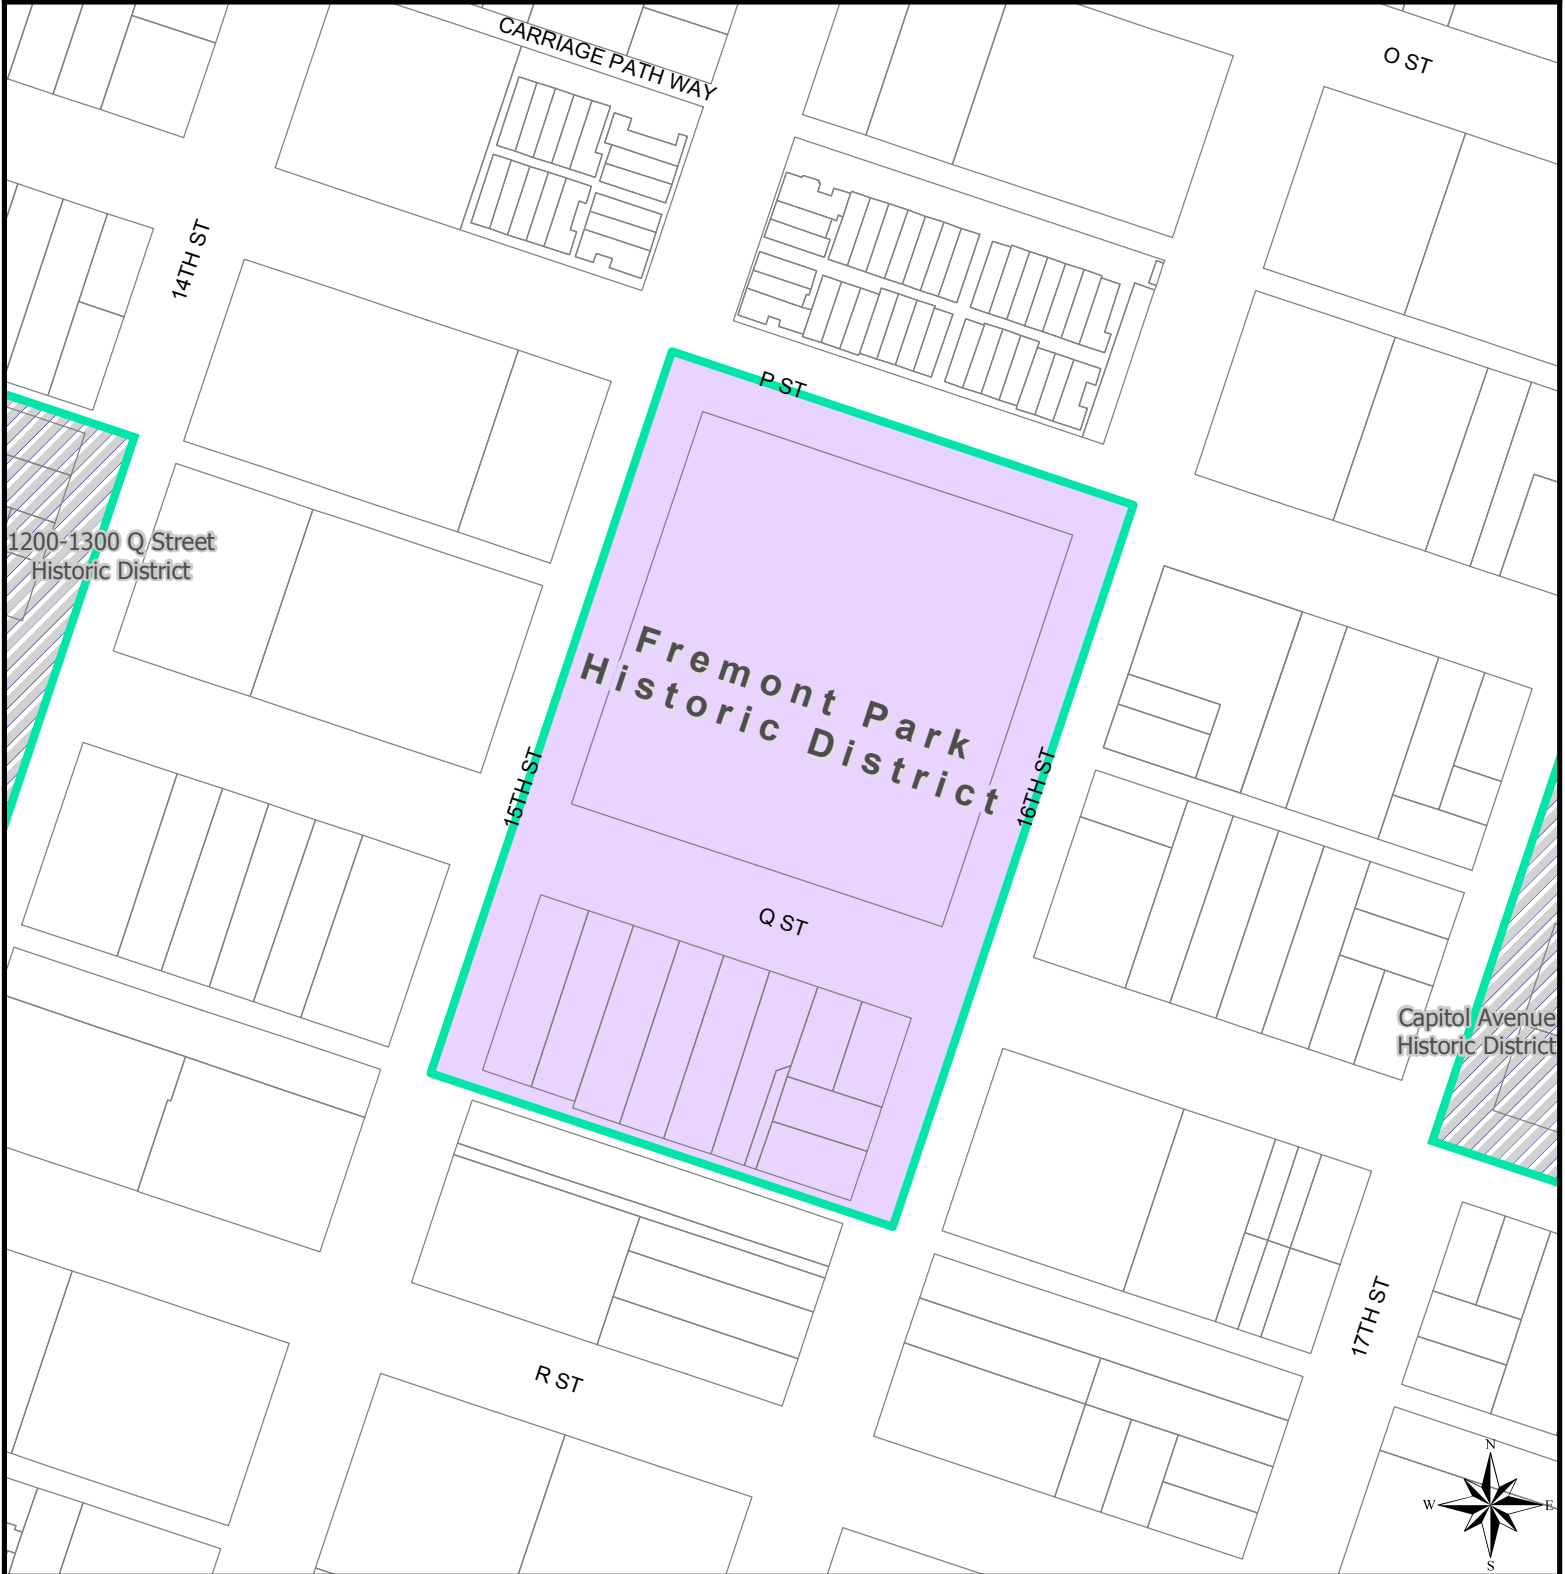 CARRIAGE PATH WAY
O ST
14TH ST
P ST
1200-1300 Q Street
Historic District
Fremont Park
Historic District
15TH ST
16TH ST
Q ST
Capitol Avenue
Historic District
17TH ST
R ST
N
W
E
S